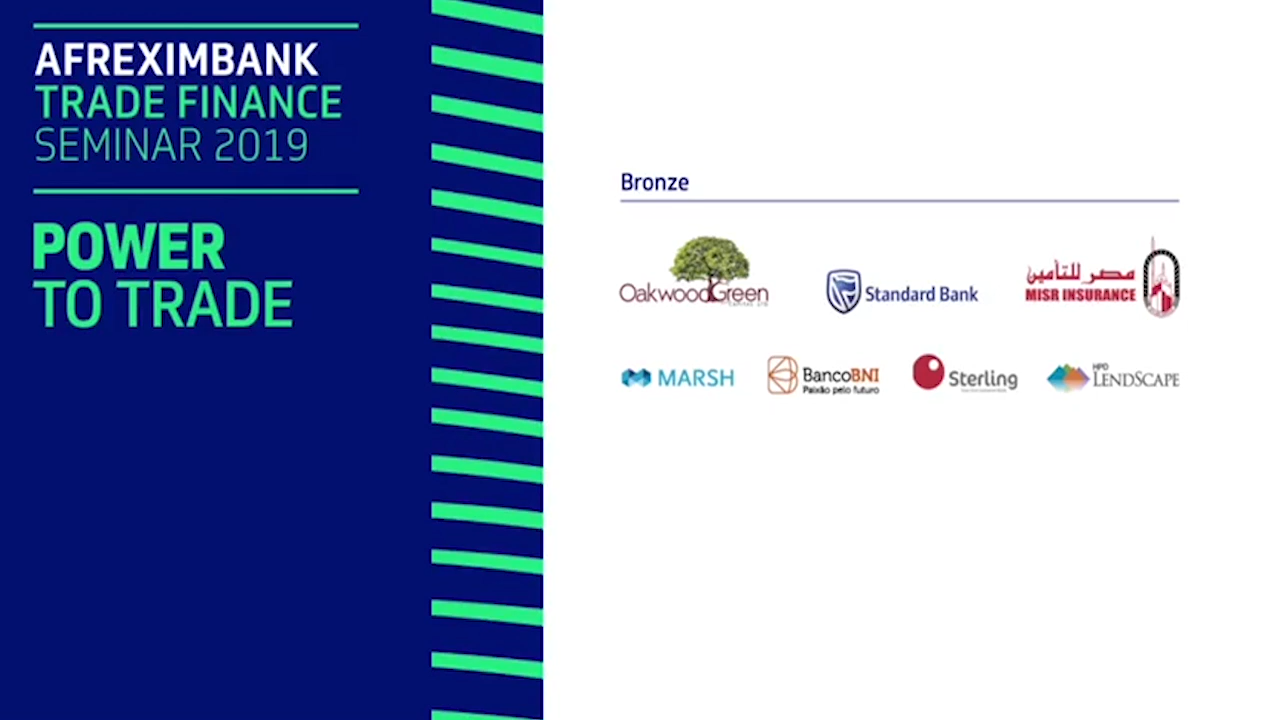 AFREXIMBANK
TRADE FINANCE
SEMINAR 2019
POWER
TO TRADE
Bronze
OakwoodGreen
Standard Bank
مصر للتأمين
MISR INSURANCE
MARSH
BancoBNI
Paixão pelo futuro
Sterling
HPD
LENDSCAPE